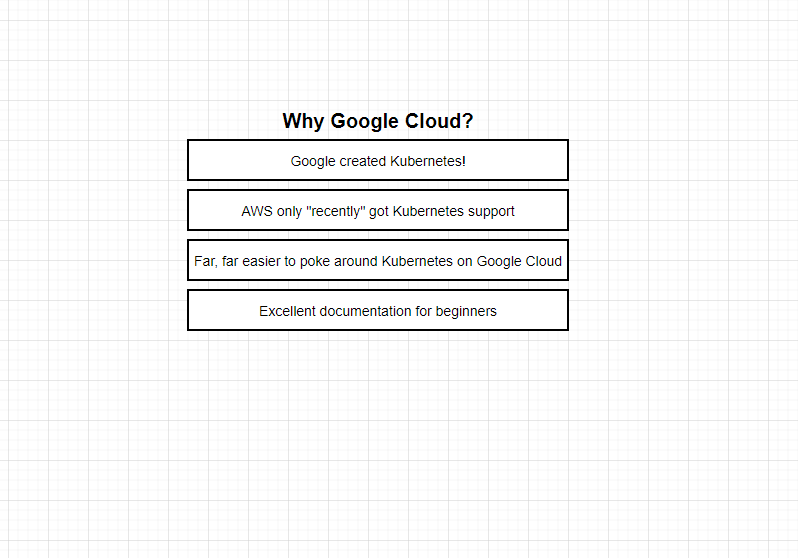 Why Google Cloud?
Google created Kubernetes!
AWS only "recently" got Kubernetes support
Far, far easier to poke around Kubernetes on Google Cloud
Excellent documentation for beginners